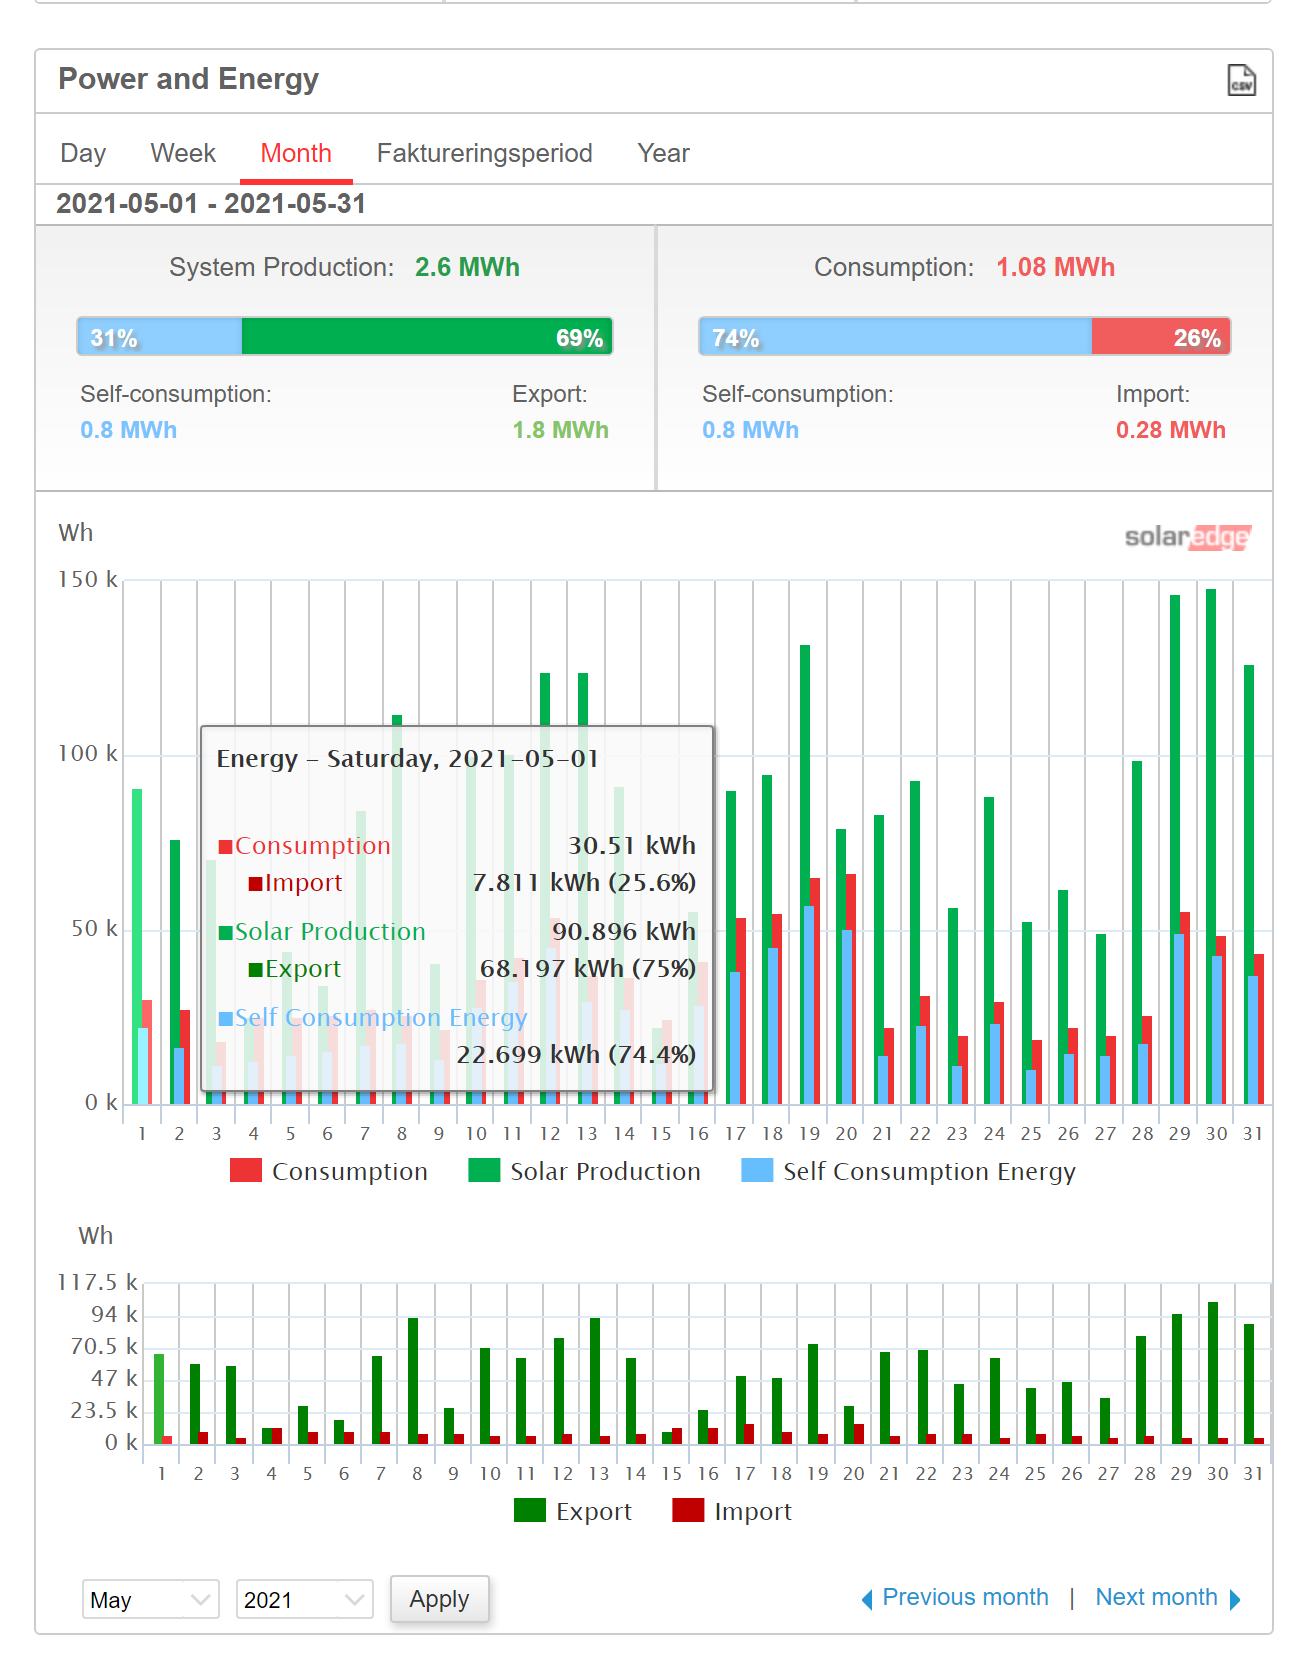 Power and Energy
CSV
Day Week Month Faktureringsperiod Year
2021-05-01 - 2021-05-31
System Production: 2.6 MWh
31% 69%
Self-consumption: Export:
0.8 MWh 1.8 MWh
Consumption: 1.08 MWh
74% 26%
Self-consumption: Import:
0.8 MWh 0.28 MWh
Wh
solaredge
150 k
100 k
50 k
0 k
Energy – Saturday, 2021-05-01
Consumption 30.51 kWh
Import 7.811 kWh (25.6%)
Solar Production 90.896 kWh
Export 68.197 kWh (75%)
Self Consumption Energy
22.699 kWh (74.4%)
1 2 3 4 5 6 7 8 9 10 11 12 13 14 15 16 17 18 19 20 21 22 23 24 25 26 27 28 29 30 31
Consumption Solar Production Self Consumption Energy
Wh
117.5 k
94 k
70.5 k
47 k
23.5 k
0 k
1 2 3 4 5 6 7 8 9 10 11 12 13 14 15 16 17 18 19 20 21 22 23 24 25 26 27 28 29 30 31
Export Import
May 2021 Apply Previous month | Next month